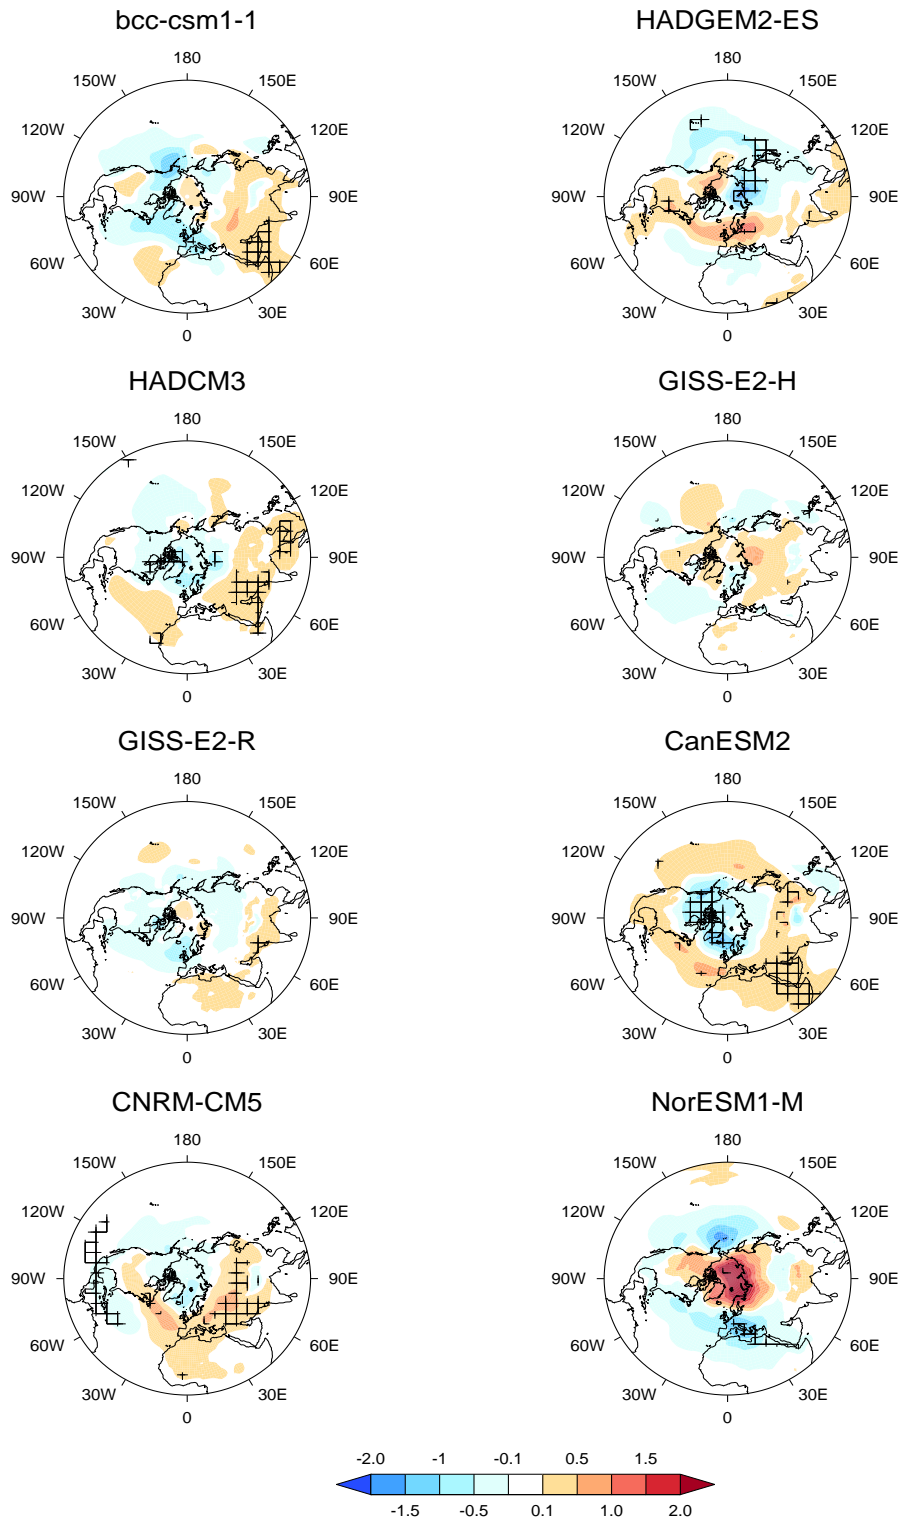 bcc-csm1-1
HADGEM2-ES
180
180
150W
150E
150W
150E
120W
120E
120W
120E
90W
90E
90W
90E
60W
60E
60W
60E
30W
30E
30W
30E
0
0
HADCM3
GISS-E2-H
180
180
150W
150E
150W
150E
120W
120E
120W
120E
90W
90E
90W
90E
60W
60E
60W
60E
30W
30E
30W
30E
0
0
GISS-E2-R
CanESM2
180
180
150W
150E
150W
150E
120W
120E
120W
120E
90W
90E
90W
90E
60W
60E
60W
60E
30W
30E
30W
30E
0
0
CNRM-CM5
NorESM1-M
180
180
150W
150E
150W
150E
120W
120E
120W
120E
90W
90E
90W
90E
60W
60E
60W
60E
30W
30E
30W
30E
0
0
-2.0 -1 -0.1 0.5 1.5
-1.5 -0.5 0.1 1.0 2.0